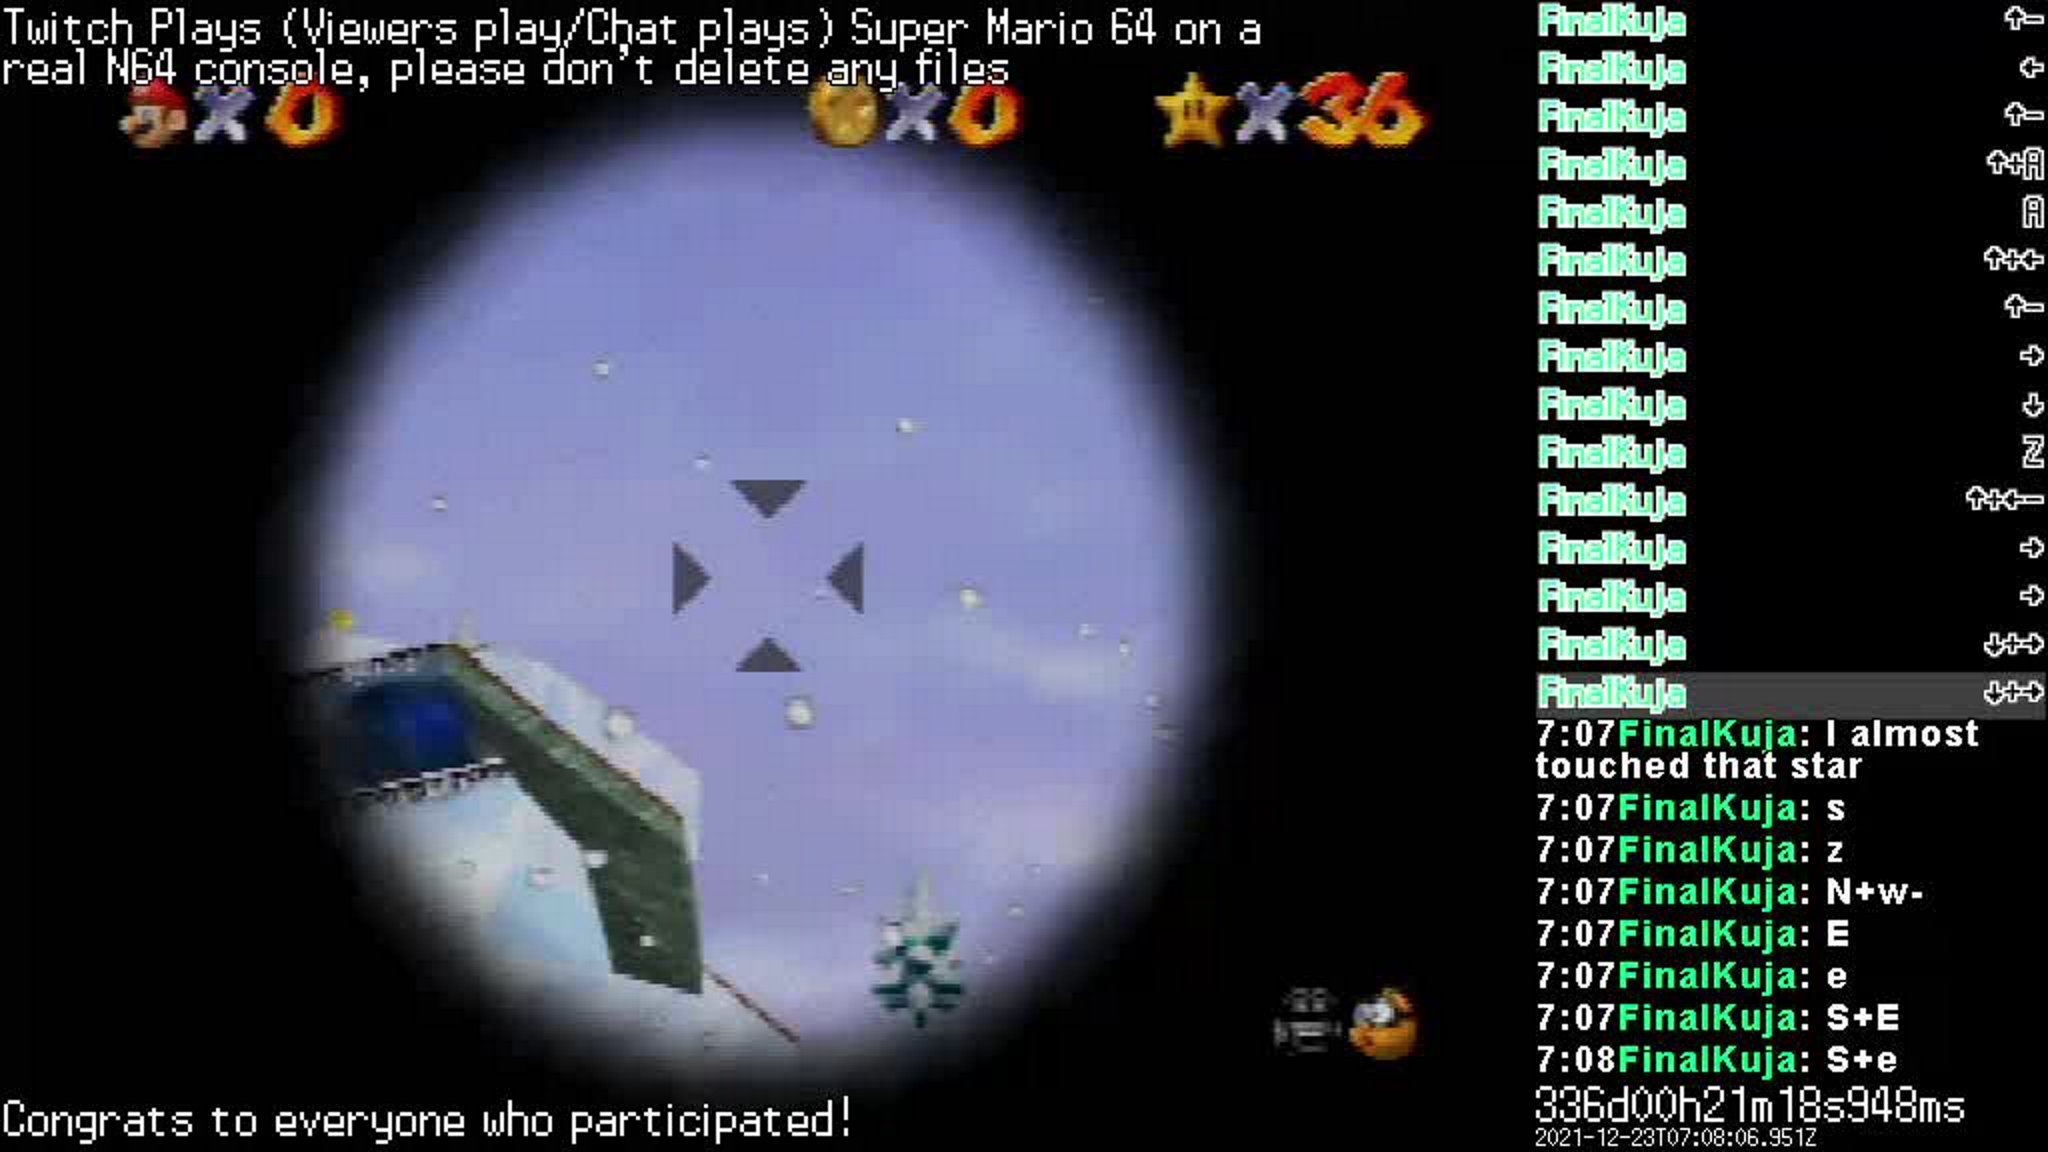 Twitch Plays (Viewers play/Chat plays) Super Mario 64 on a
real N64 console, please don't delete any files
x 0
x 0
x 36
FinalKuja ↑-
FinalKuja ←
FinalKuja ↑-
FinalKuja ↑+A
FinalKuja A
FinalKuja ↑+←
FinalKuja ↑-
FinalKuja →
FinalKuja ↓
FinalKuja Z
FinalKuja ↑+←-
FinalKuja →
FinalKuja →
FinalKuja ↓+→
FinalKuja ↓+→
7:07FinalKuja: I almost
touched that star
7:07FinalKuja: s
7:07FinalKuja: z
7:07FinalKuja: N+w-
7:07FinalKuja: E
7:07FinalKuja: e
7:07FinalKuja: S+E
7:08FinalKuja: S+e
336d00h21m18s948ms
2021-12-23T07:08:06.951Z
Congrats to everyone who participated!